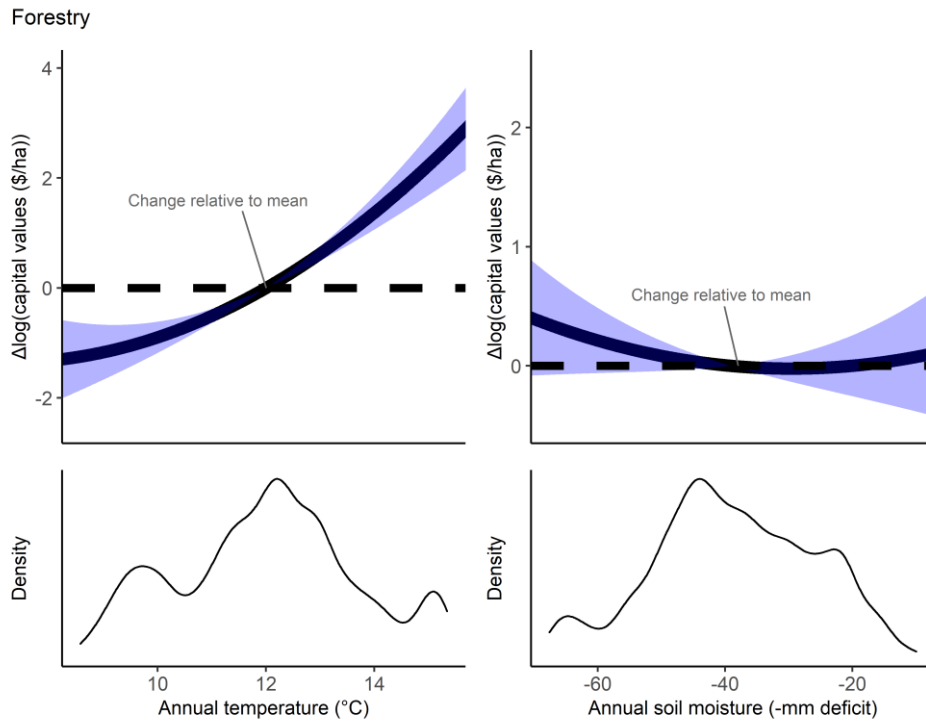 Forestry
Δlog(capital values ($/ha))
4
2
0
-2
Change relative to mean
Δlog(capital values ($/ha))
2
1
0
Change relative to mean
Density
10
12
14
Annual temperature (°C)
Density
-60
-40
-20
Annual soil moisture (-mm deficit)